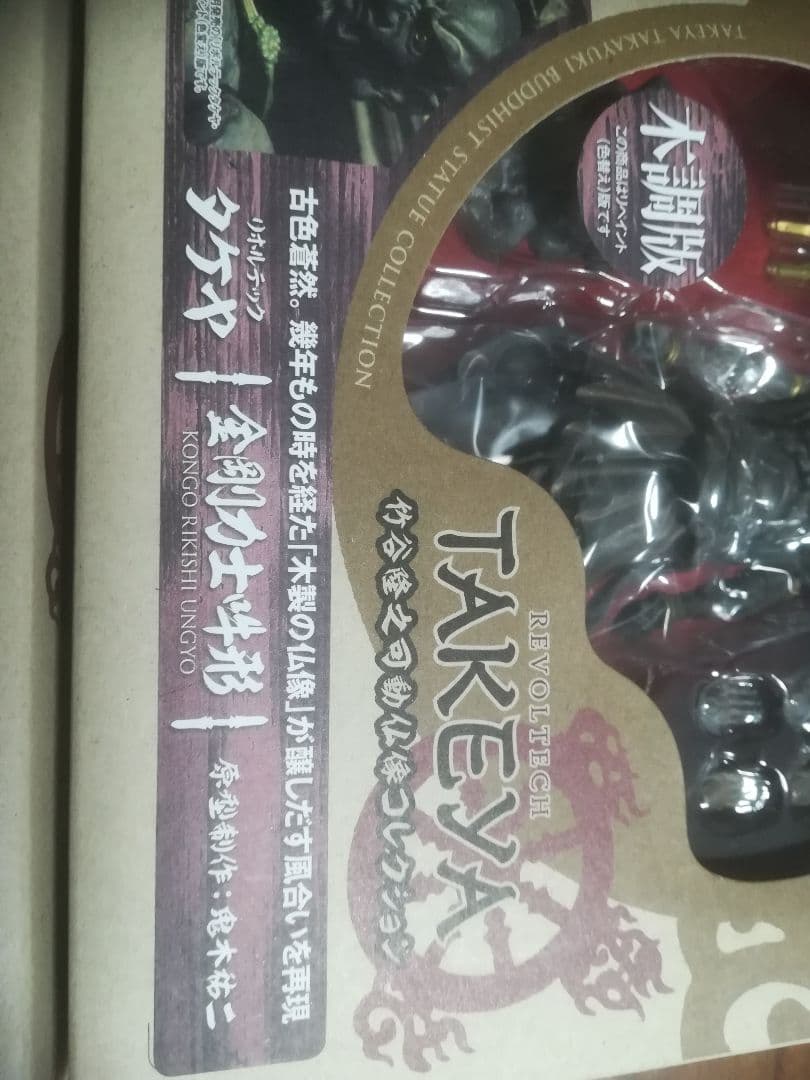 TAKEYA TAKAYUKI BUDDHIST STATUE COLLECTION
木調版
この商品はリペイント
(色替え)版です
REVOLTECH
TAKEYA
竹谷隆之可動仏像コレクション
古色蒼然。幾年もの時を経た「木製の仏像」が醸しだす風合いを再現
リボルテック
タケヤ
金剛力士吽形
KONGO RIKISHI UNGYO
原型制作:鬼木祐二